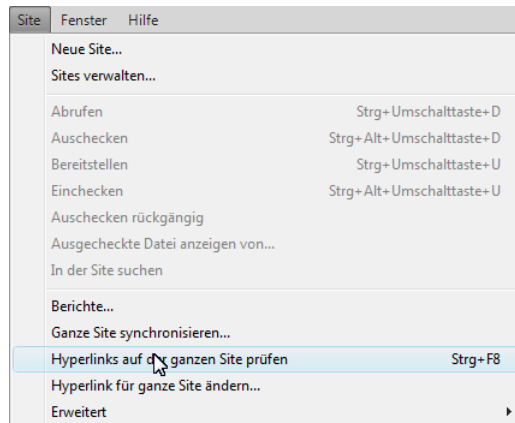 Site Fenster Hilfe
Neue Site...
Sites verwalten...
Abrufen Strg+Umschalttaste+D
Auschecken Strg+Alt+Umschalttaste+D
Bereitstellen Strg+Umschalttaste+U
Einchecken Strg+Alt+Umschalttaste+U
Auschecken rückgängig
Ausgecheckte Datei anzeigen von...
In der Site suchen
Berichte...
Ganze Site synchronisieren...
Hyperlinks auf der ganzen Site prüfen Strg+F8
Hyperlink für ganze Site ändern...
Erweitert